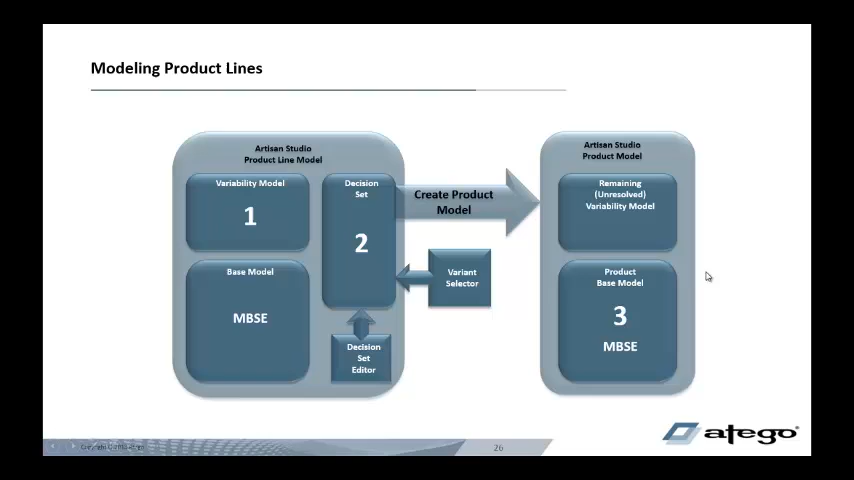 Modeling Product Lines
Artisan Studio
Product Line Model
Variability Model
1
Decision
Set
2
Base Model
MBSE
Decision
Set
Editor
Create Product
Model
Variant
Selector
Artisan Studio
Product Model
Remaining
(Unresolved)
Variability Model
Product
Base Model
3
MBSE
26
atego